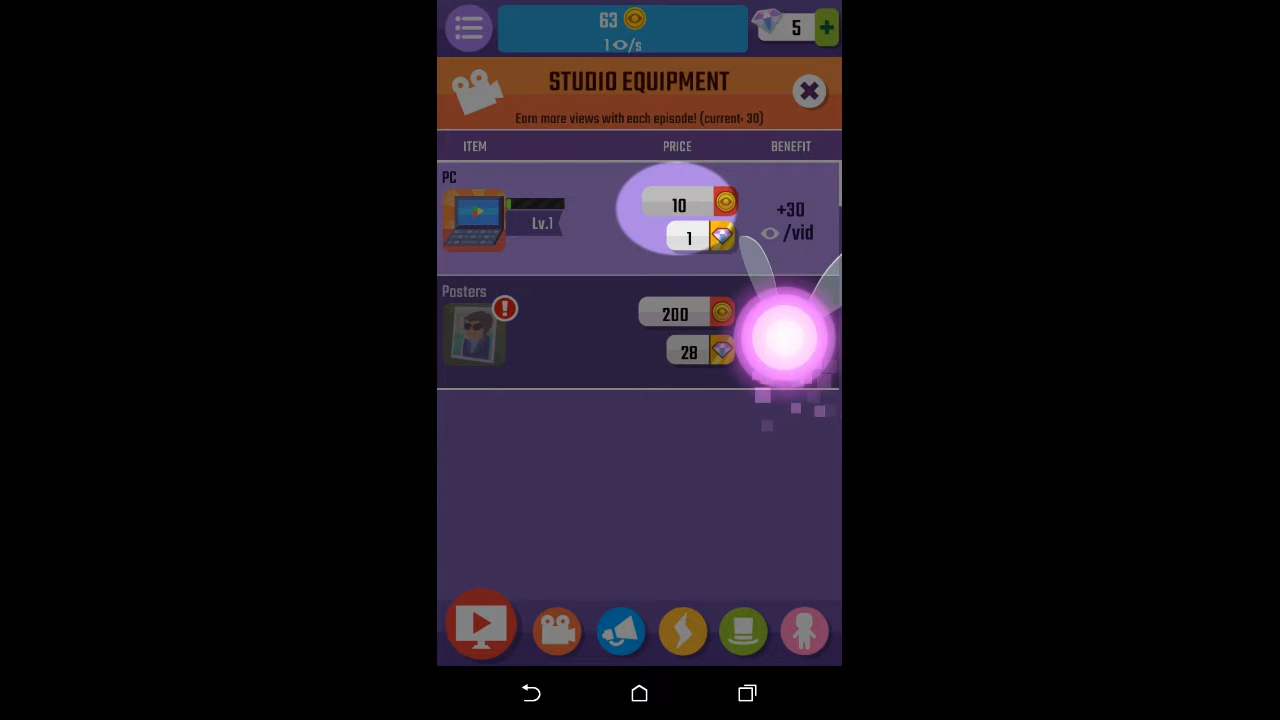 63
1 /s
5
STUDIO EQUIPMENT
Earn more views with each episode! (current: 30)
ITEM PRICE BENEFIT
PC
10
Lv.1
1
+30
/vid
Posters
200
28